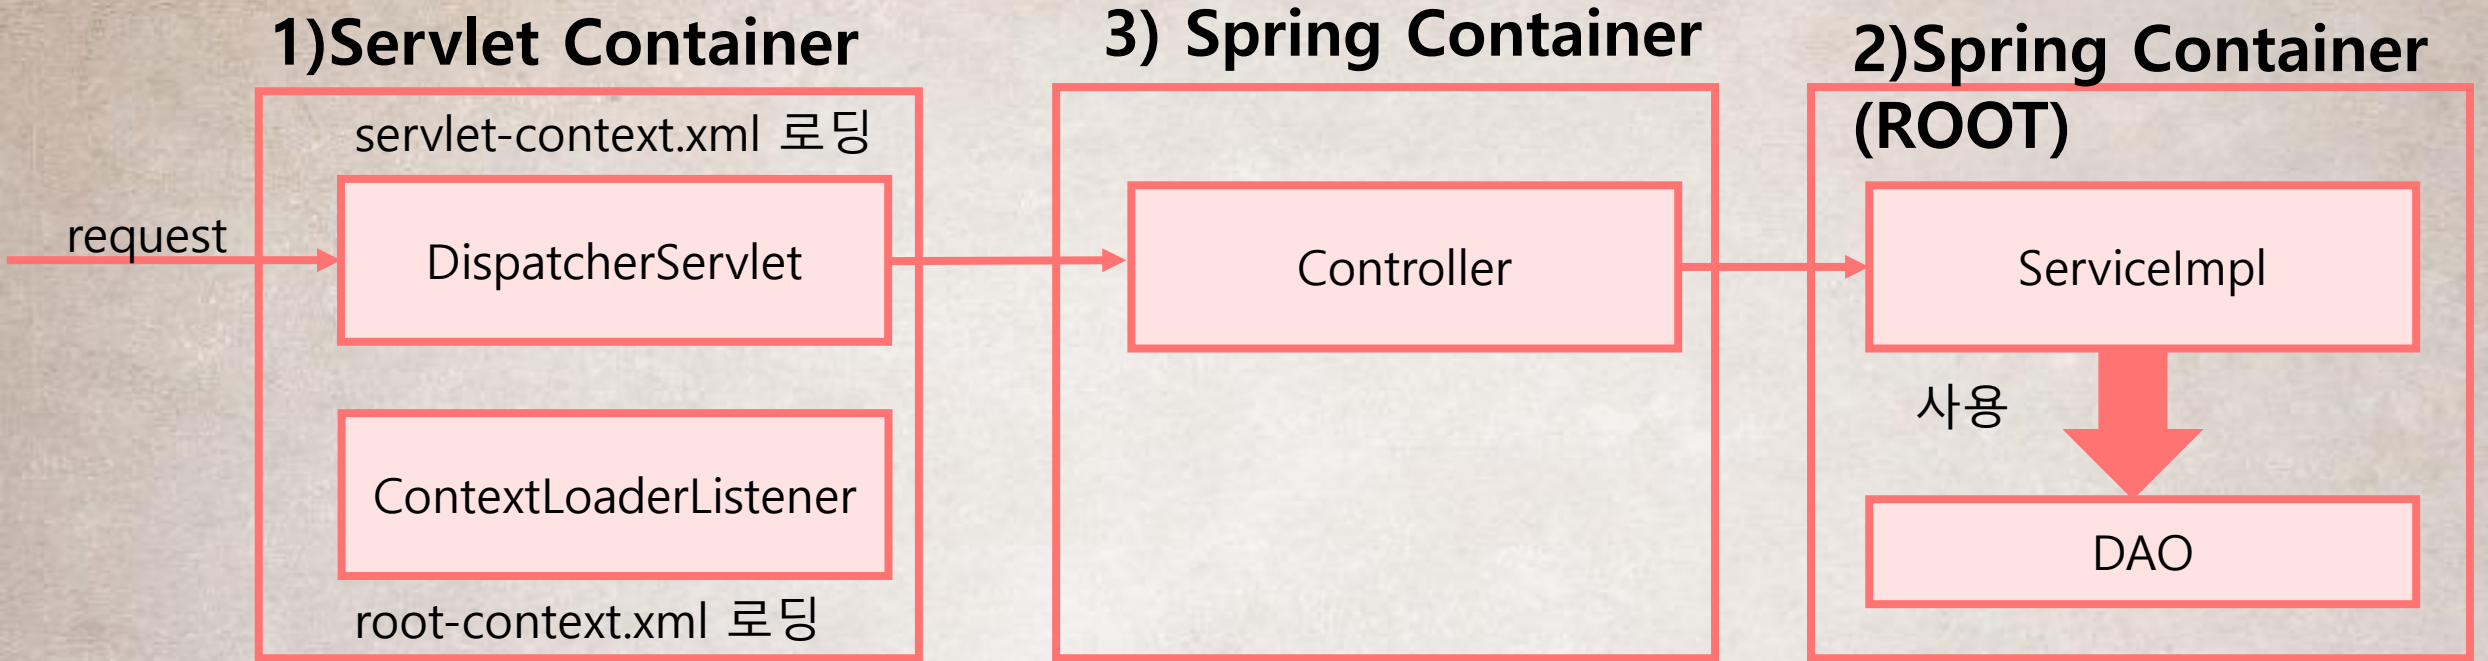 1)Servlet Container
servlet-context.xml 로딩
request
DispatcherServlet
ContextLoaderListener
root-context.xml 로딩
3) Spring Container
Controller
2)Spring Container
(ROOT)
ServiceImpl
사용
DAO